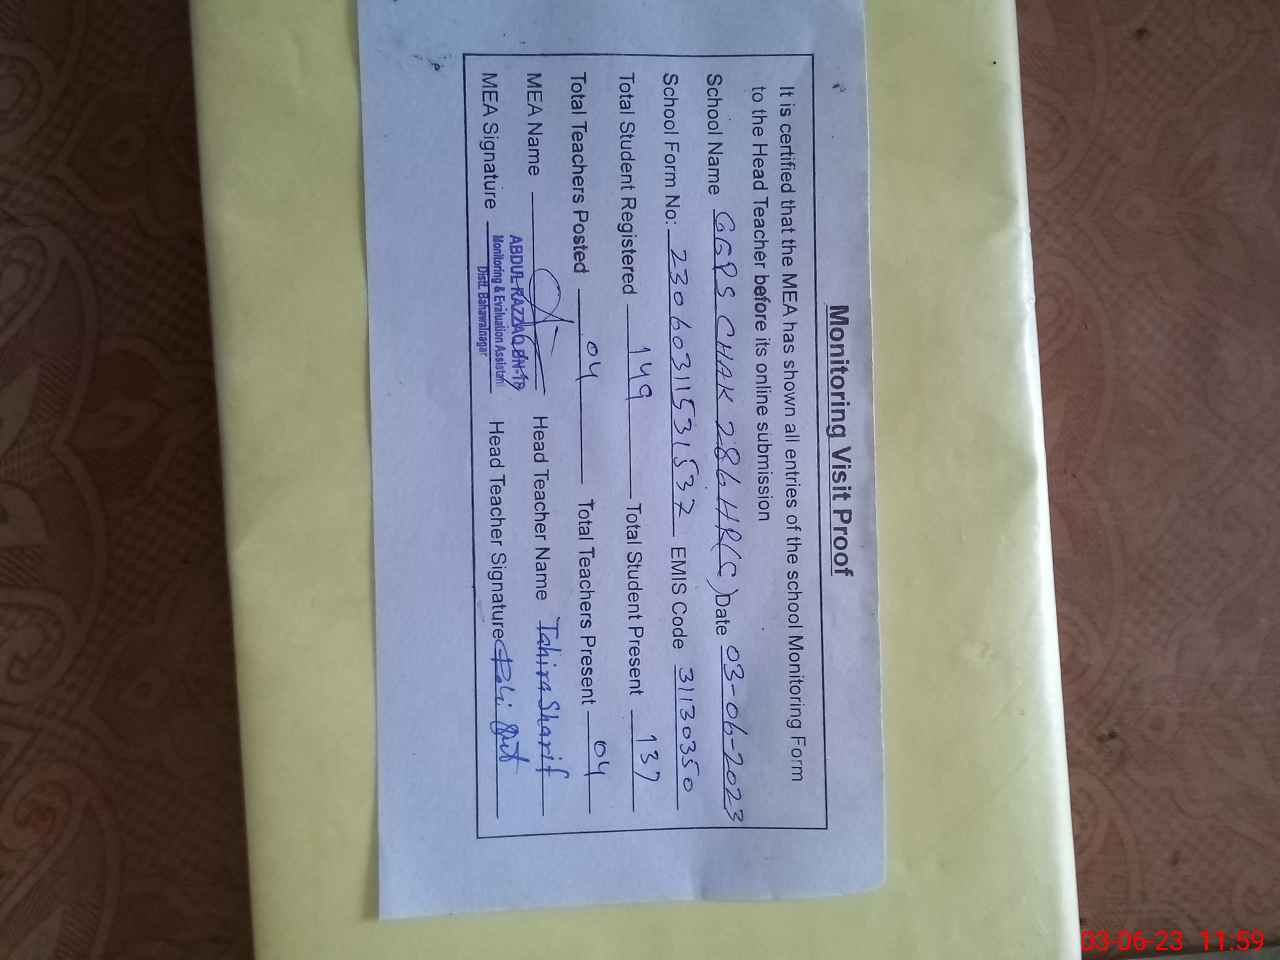 Monitoring Visit Proof
It is certified that the MEA has shown all entries of the school Monitoring Form
to the Head Teacher before its online submission
School Name GGPS CHAK 286 HR(S) Date 03-06-2023
School Form No: 23060311531537 EMIS Code 31130350
Total Student Registered 149 Total Student Present 137
Total Teachers Posted 04 Total Teachers Present 04
MEA Name Head Teacher Name Tahira Sharif
MEA Signature Head Teacher Signature
ABDUL RAZZAQ BN-17
Monitoring & Evaluation Assistant
Distt. Bahawalnagar
03-06-23 11:59